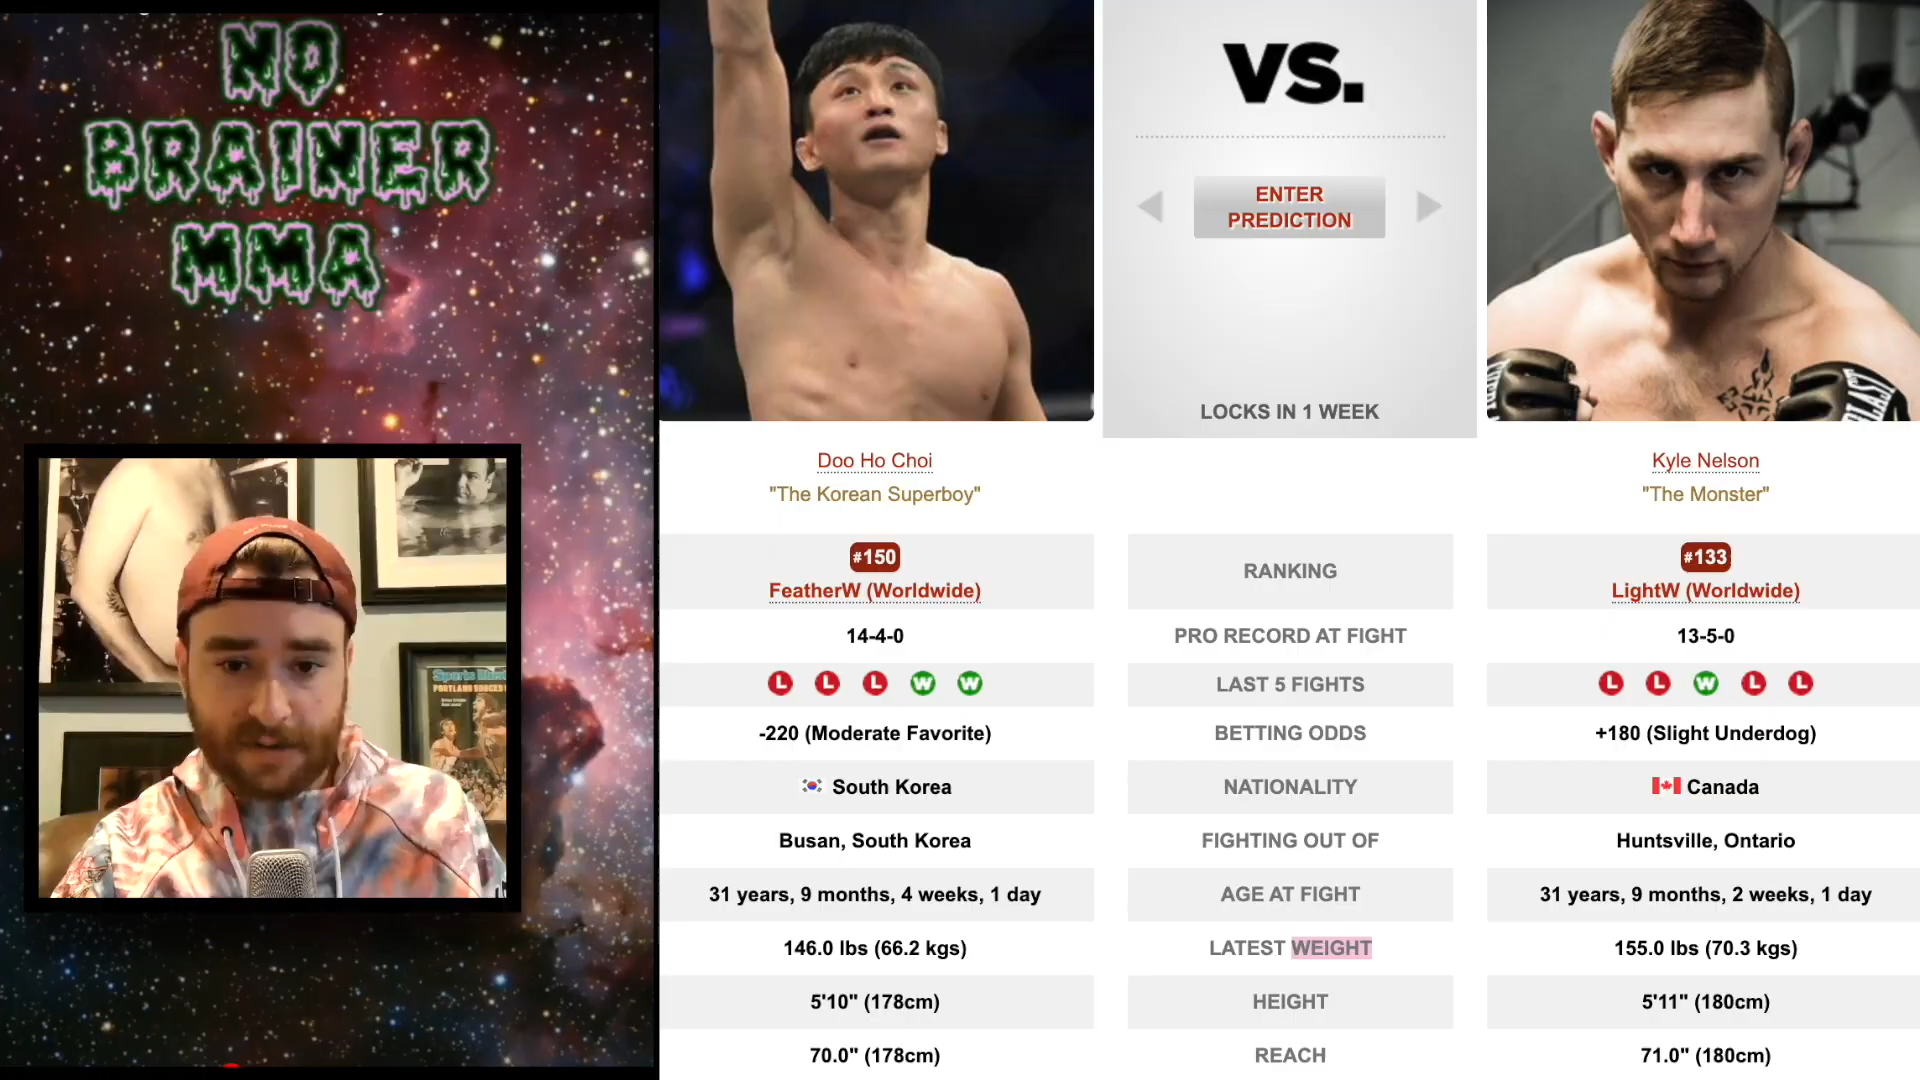 NO
BRAINER
MMA
Sports Illus
VS.
ENTER
PREDICTION
LOCKS IN 1 WEEK
Doo Ho Choi
"The Korean Superboy"
Kyle Nelson
"The Monster"
#150
FeatherW (Worldwide)
RANKING
#133
LightW (Worldwide)
14-4-0
PRO RECORD AT FIGHT
13-5-0
L L L W W
LAST 5 FIGHTS
L L W L L
-220 (Moderate Favorite)
BETTING ODDS
+180 (Slight Underdog)
South Korea
NATIONALITY
Canada
Busan, South Korea
FIGHTING OUT OF
Huntsville, Ontario
31 years, 9 months, 4 weeks, 1 day
AGE AT FIGHT
31 years, 9 months, 2 weeks, 1 day
146.0 lbs (66.2 kgs)
LATEST WEIGHT
155.0 lbs (70.3 kgs)
5'10" (178cm)
HEIGHT
5'11" (180cm)
70.0" (178cm)
REACH
71.0" (180cm)